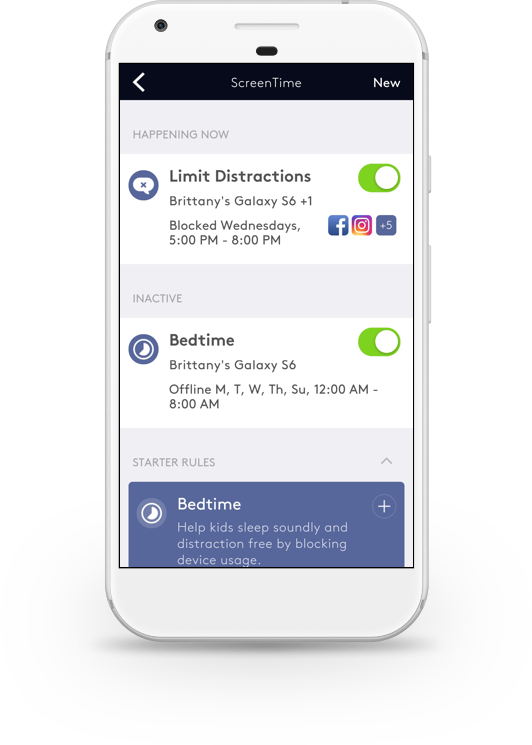 ScreenTime
New
HAPPENING NOW
Limit Distractions
Brittany's Galaxy S6 +1
Blocked Wednesdays,
5:00 PM - 8:00 PM
+5
INACTIVE
Bedtime
Brittany's Galaxy S6
Offline M, T, W, Th, Su, 12:00 AM -
8:00 AM
STARTER RULES
Bedtime
Help kids sleep soundly and
distraction free by blocking
device usage.